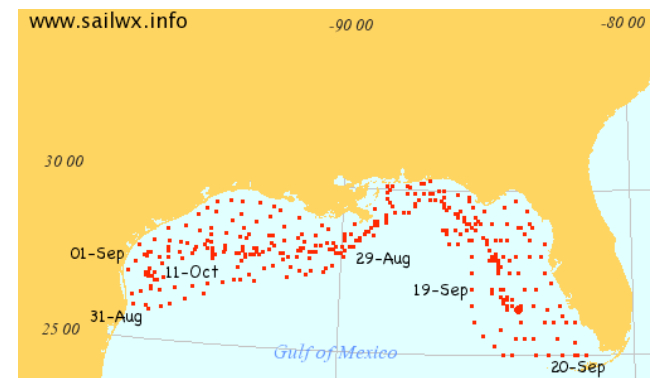 www.sailwx.info
-90 00
-80 00
30 00
01-Sep
11-Oct
29-Aug
19-Sep
31-Aug
25 00
Gulf of Mexico
20-Sep